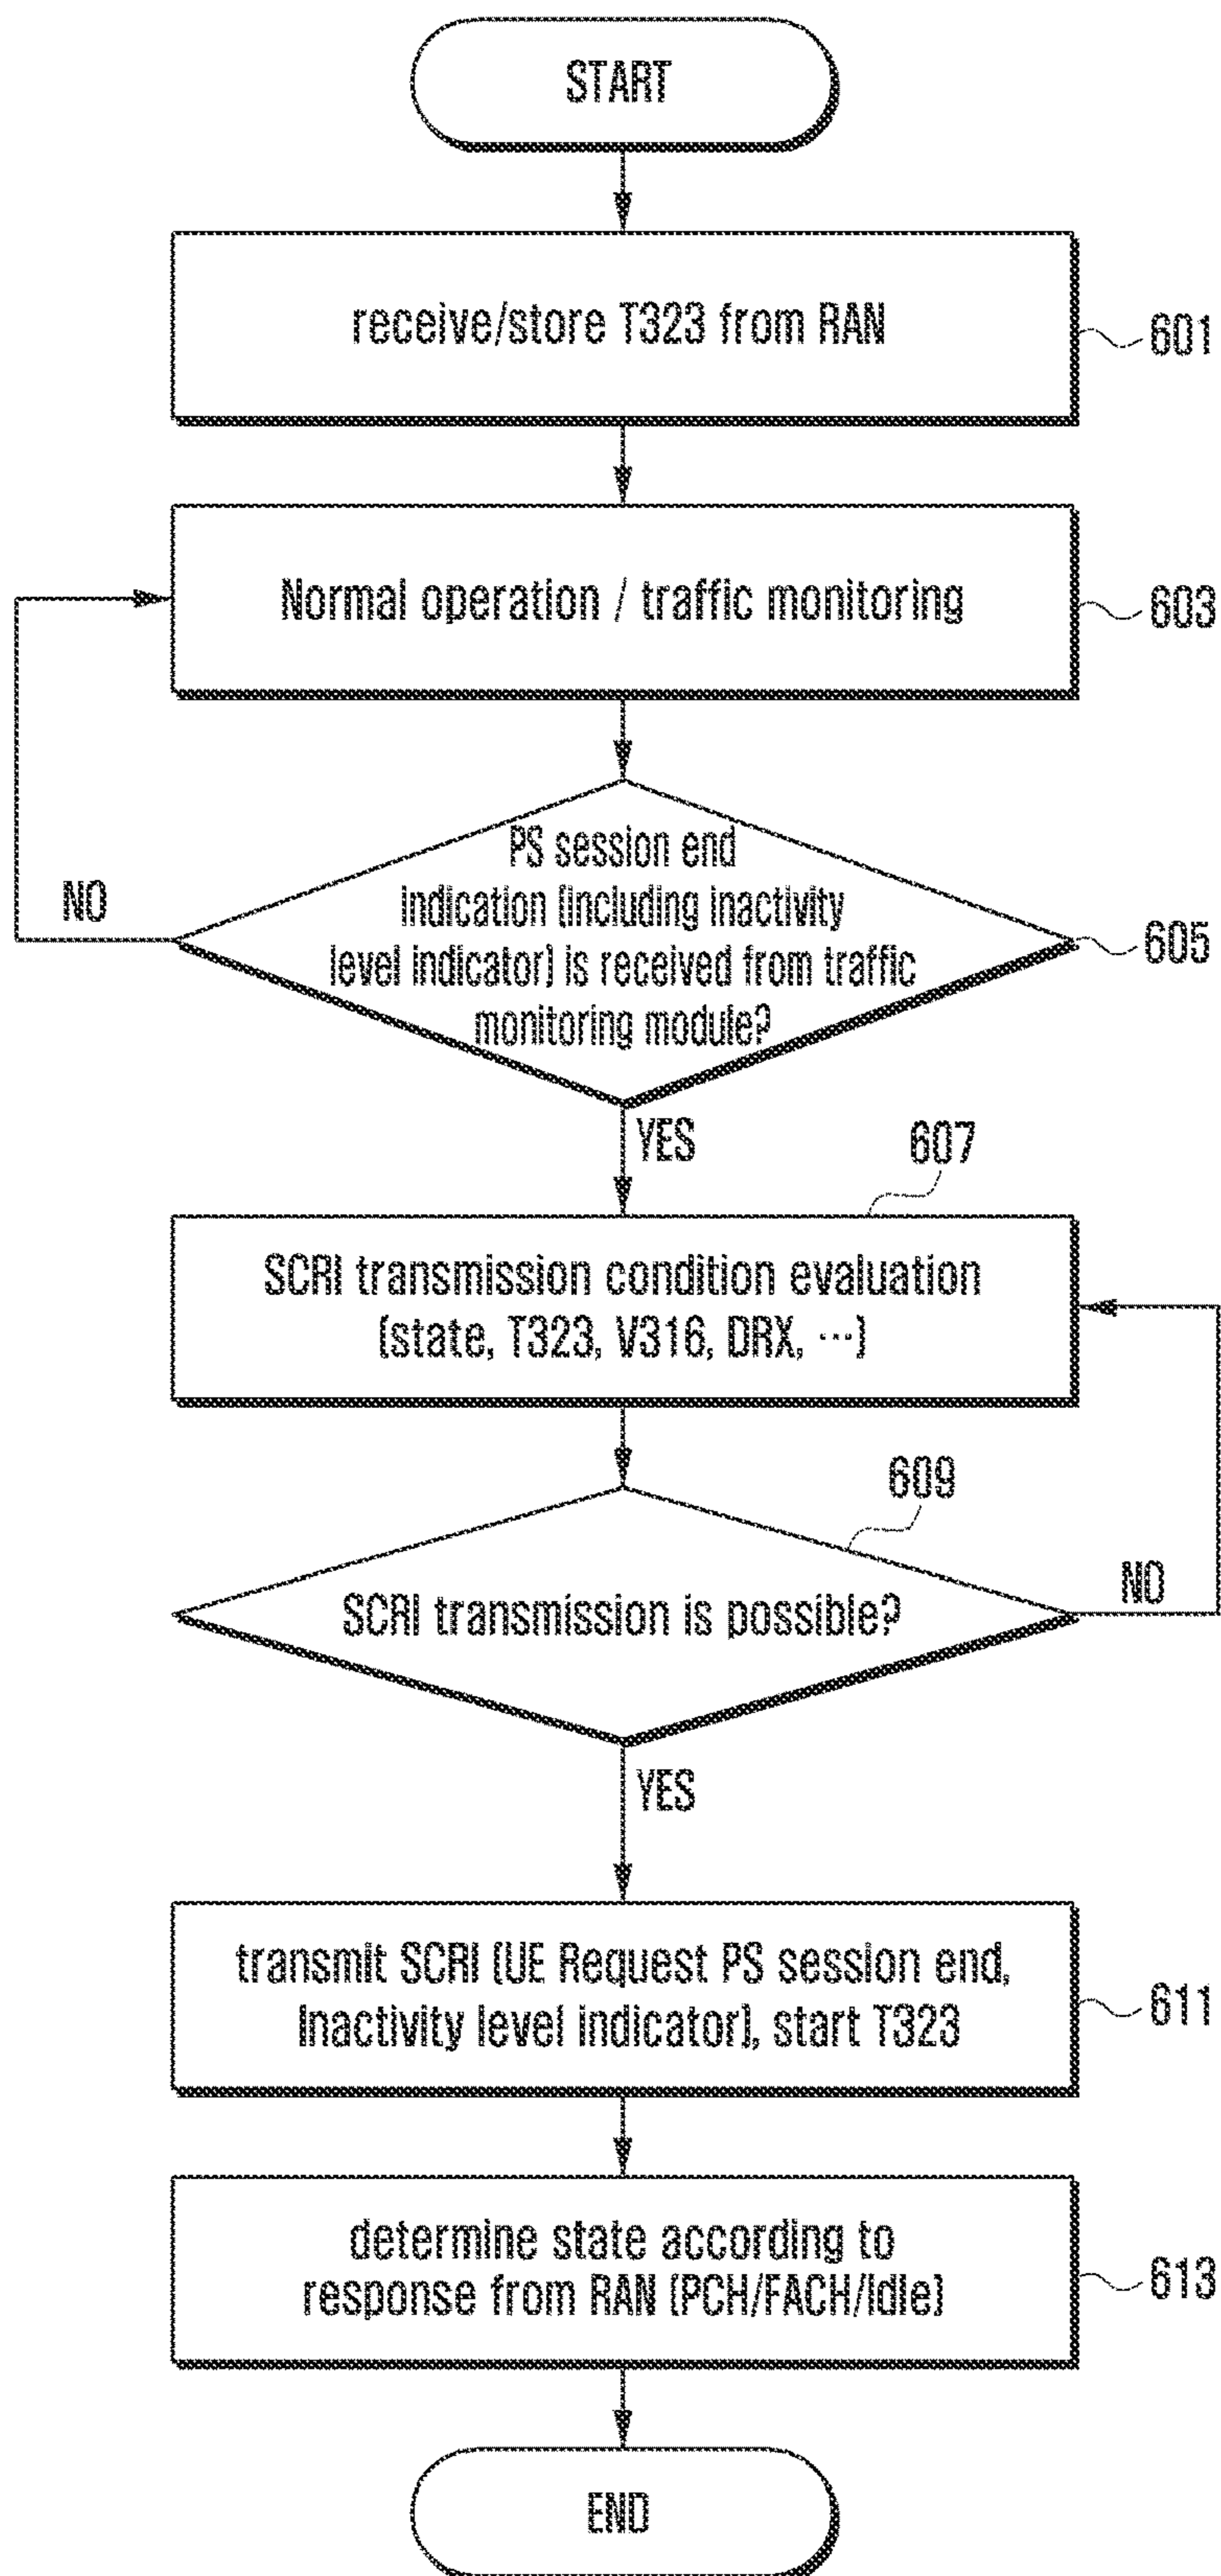 START
receive/store T323 from RAN
601
Normal operation / traffic monitoring
603
PS session end
indication (including inactivity
level indicator) is received from traffic
monitoring module?
605
NO
YES
607
SCRI transmission condition evaluation
(state, T323, V316, DRX, ···)
609
SCRI transmission is possible?
NO
YES
transmit SCRI (UE Request PS session end,
Inactivity level indicator), start T323
611
determine state according to
response from RAN (PCH/FACH/Idle)
613
END